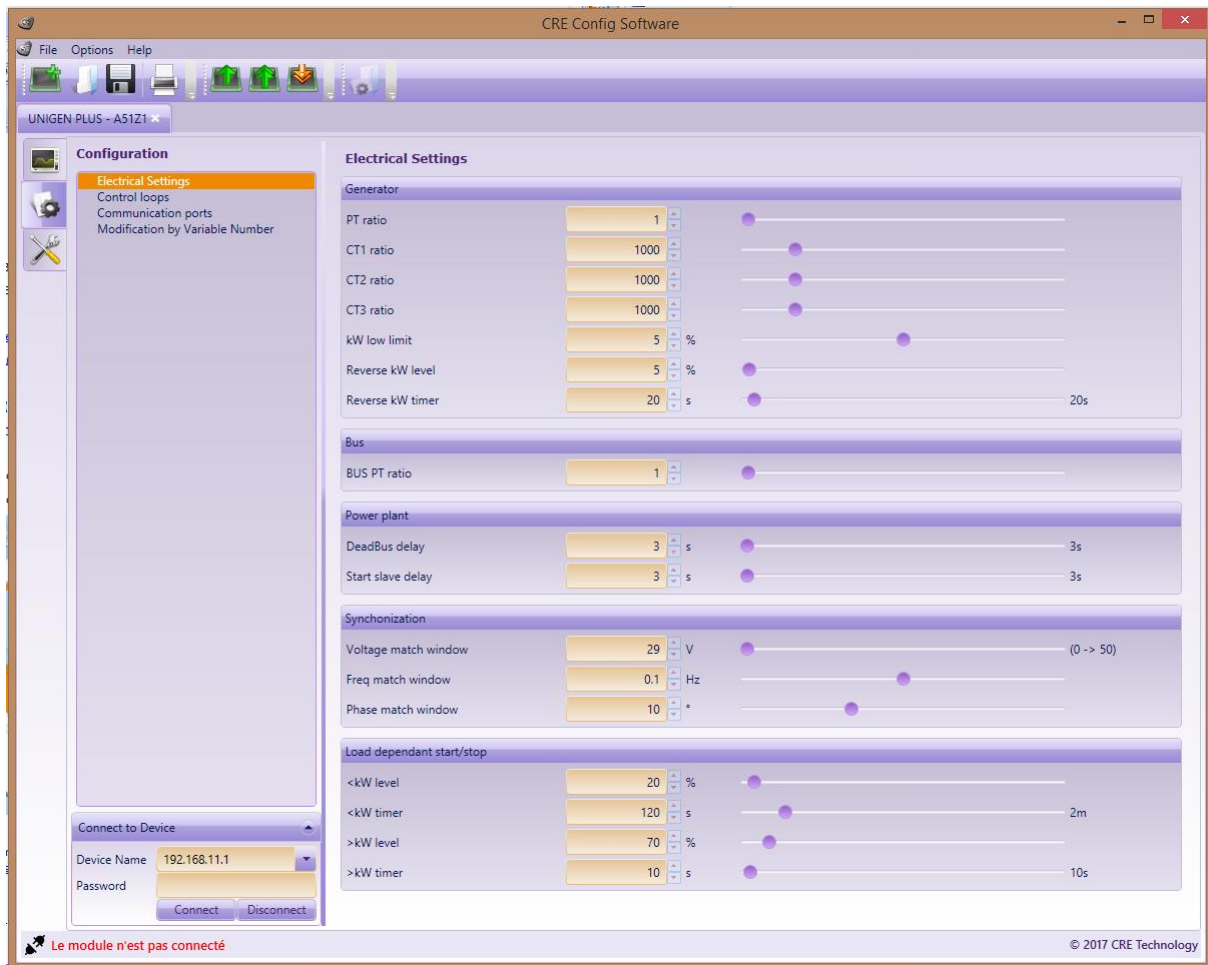 CRE Config Software
File Options Help
UNIGEN PLUS - A51Z1
Configuration
Electrical Settings
Control loops
Communication ports
Modification by Variable Number
Connect to Device
Device Name 192.168.11.1
Password
Connect Disconnect
Electrical Settings
Generator
PT ratio 1
CT1 ratio 1000
CT2 ratio 1000
CT3 ratio 1000
kW low limit 5 %
Reverse kW level 5 %
Reverse kW timer 20 s 20s
Bus
BUS PT ratio 1
Power plant
DeadBus delay 3 s 3s
Start slave delay 3 s 3s
Synchonization
Voltage match window 29 V (0 -> 50)
Freq match window 0.1 Hz
Phase match window 10 °
Load dependant start/stop
<kW level 20 %
<kW timer 120 s 2m
>kW level 70 %
>kW timer 10 s 10s
Le module n'est pas connecté
© 2017 CRE Technology